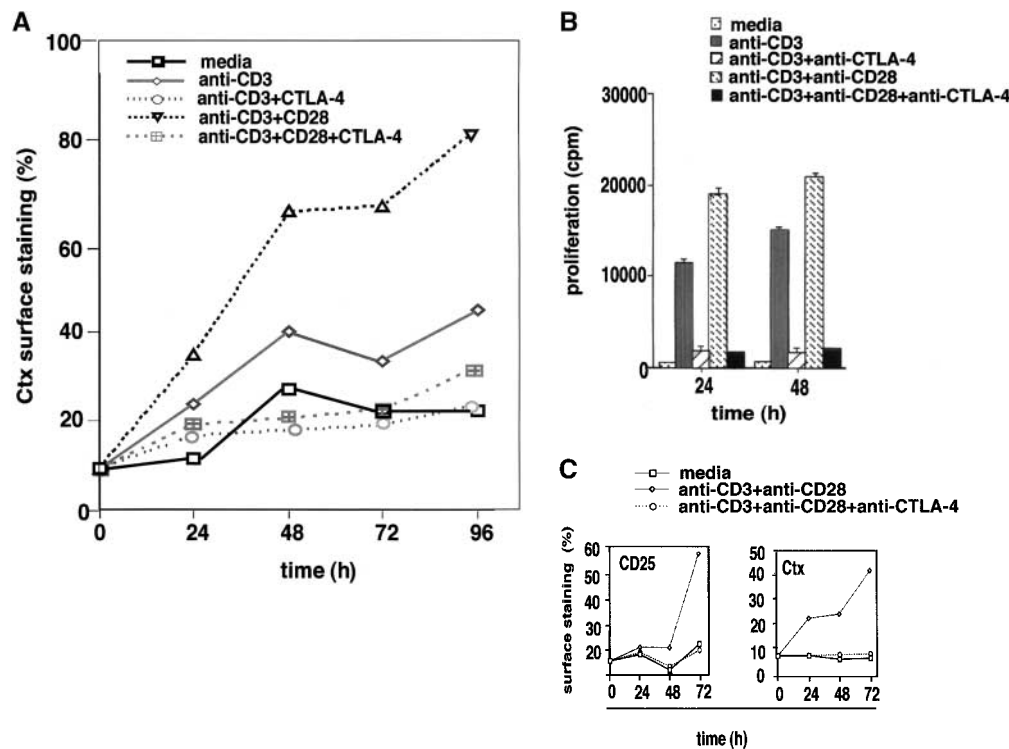 A
100
80
60
40
20
0
Ctx surface staining (%)
media
anti-CD3
anti-CD3+CTLA-4
anti-CD3+CD28
anti-CD3+CD28+CTLA-4
0 24 48 72 96
time (h)
B
media
anti-CD3
anti-CD3+anti-CTLA-4
anti-CD3+anti-CD28
anti-CD3+anti-CD28+anti-CTLA-4
30000
20000
10000
0
proliferation (cpm)
24 48
time (h)
C
media
anti-CD3+anti-CD28
anti-CD3+anti-CD28+anti-CTLA-4
surface staining (%)
60
50
40
30
20
CD25
0 24 48 72
50
40
30
20
10
0
Ctx
0 24 48 72
time (h)